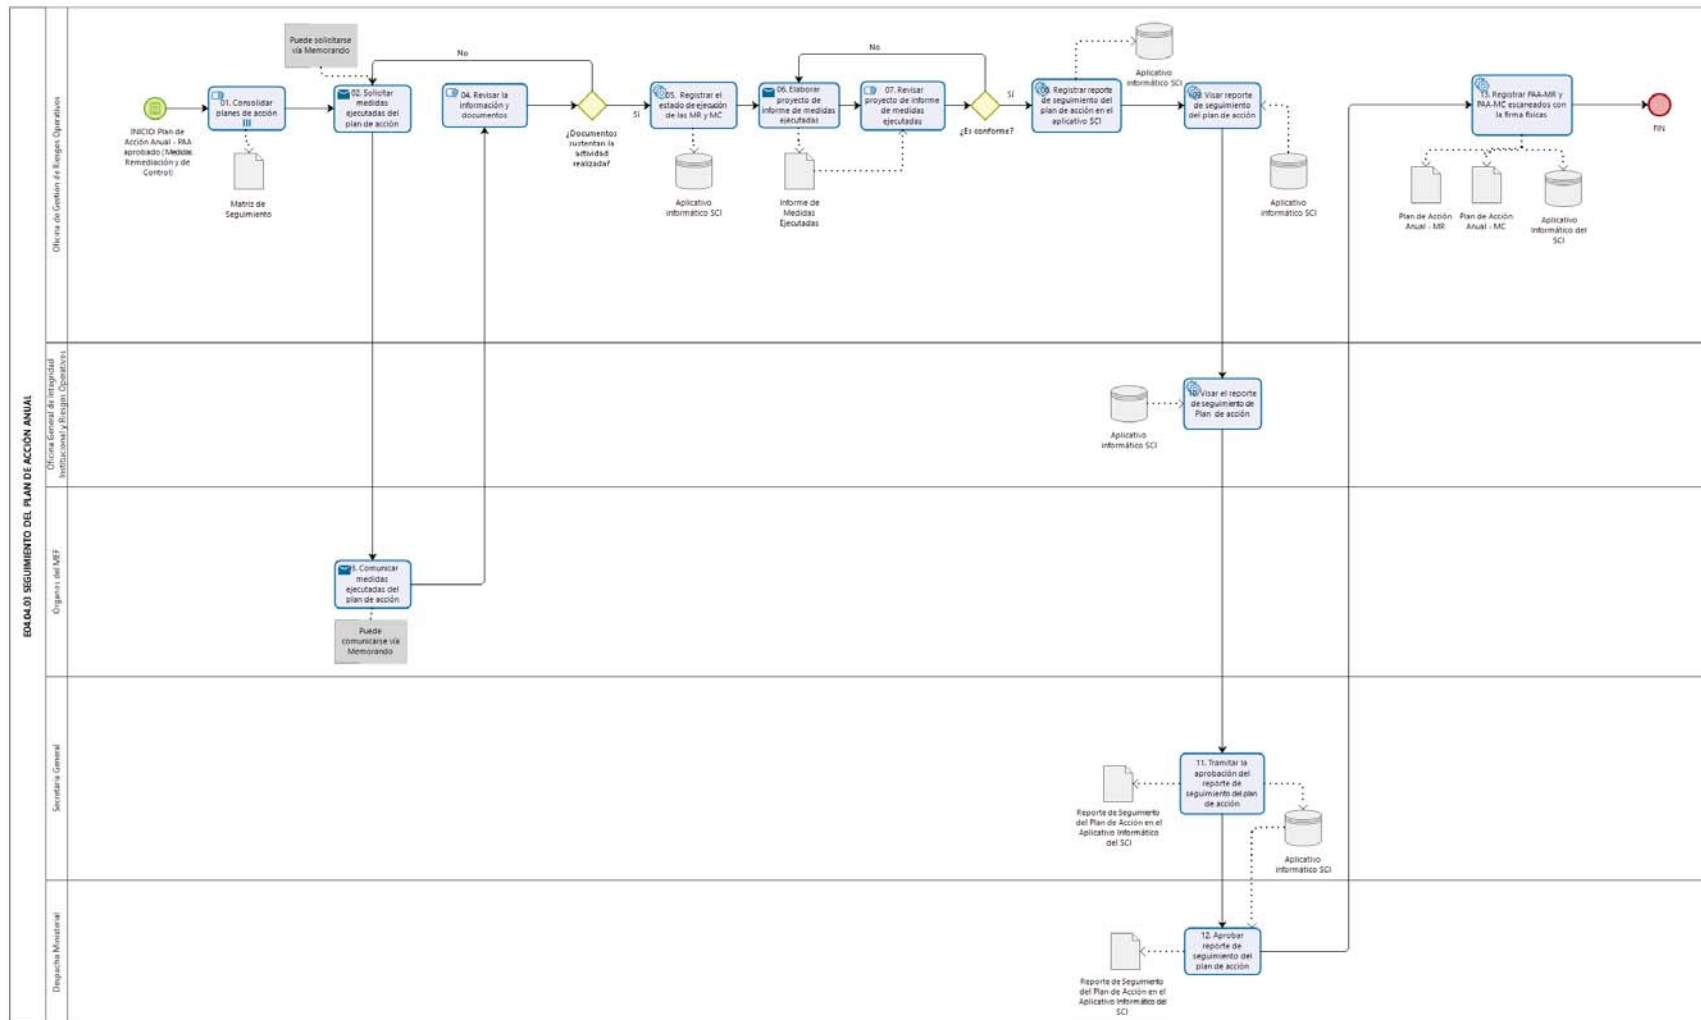 E04.04.03 SEGUIMIENTO DEL PLAN DE ACCIÓN ANUAL
Oficina de Gestión de Riesgos Operativos
INICIO: Plan de
Acción Anual - PAA
aprobado (Medidas
Remediación y de
Control)
01. Consolidar
planes de acción
Matriz de
Seguimiento
Puede solicitarse
vía Memorando
02. Solicitar
medidas
ejecutadas del
plan de acción
No
04. Revisar la
información y
documentos
¿Documentos
sustentan la
actividad
realizada?
Si
05. Registrar el
estado de ejecución
de las MR y MC
Aplicativo
informático SCI
06. Elaborar
proyecto de
informe de medidas
ejecutadas
Informe de
Medidas
Ejecutadas
No
07. Revisar
proyecto de informe
de medidas
ejecutadas
¿Es conforme?
SI
08. Registrar reporte
de seguimiento del
plan de acción en el
aplicativo SCI
Aplicativo
informático SCI
09. Visar reporte
de seguimiento
del plan de acción
Aplicativo
informático SCI
13. Registrar PAA-MR y
PAA-MC escaneados con
la firma físicas
Plan de Acción
Anual - MR
Plan de Acción
Anual - MC
Aplicativo
Informático del
SCI
FIN
Oficina General de Integridad
Institucional y Riesgos Operativos
10. Visar el reporte
de seguimiento de
Plan de acción
Aplicativo
informático SCI
Órganos del MEF
3. Comunicar
medidas
ejecutadas del
plan de acción
Puede
comunicarse vía
Memorando
Secretaría General
11. Tramitar la
aprobación del
reporte de
seguimiento del plan
de acción
Reporte de Seguimiento
del Plan de Acción en el
Aplicativo Informático
del SCI
Aplicativo
informático SCI
Despacho Ministerial
12. Aprobar
reporte de
seguimiento del
plan de acción
Reporte de Seguimiento
del Plan de Acción en el
Aplicativo Informático del
SCI